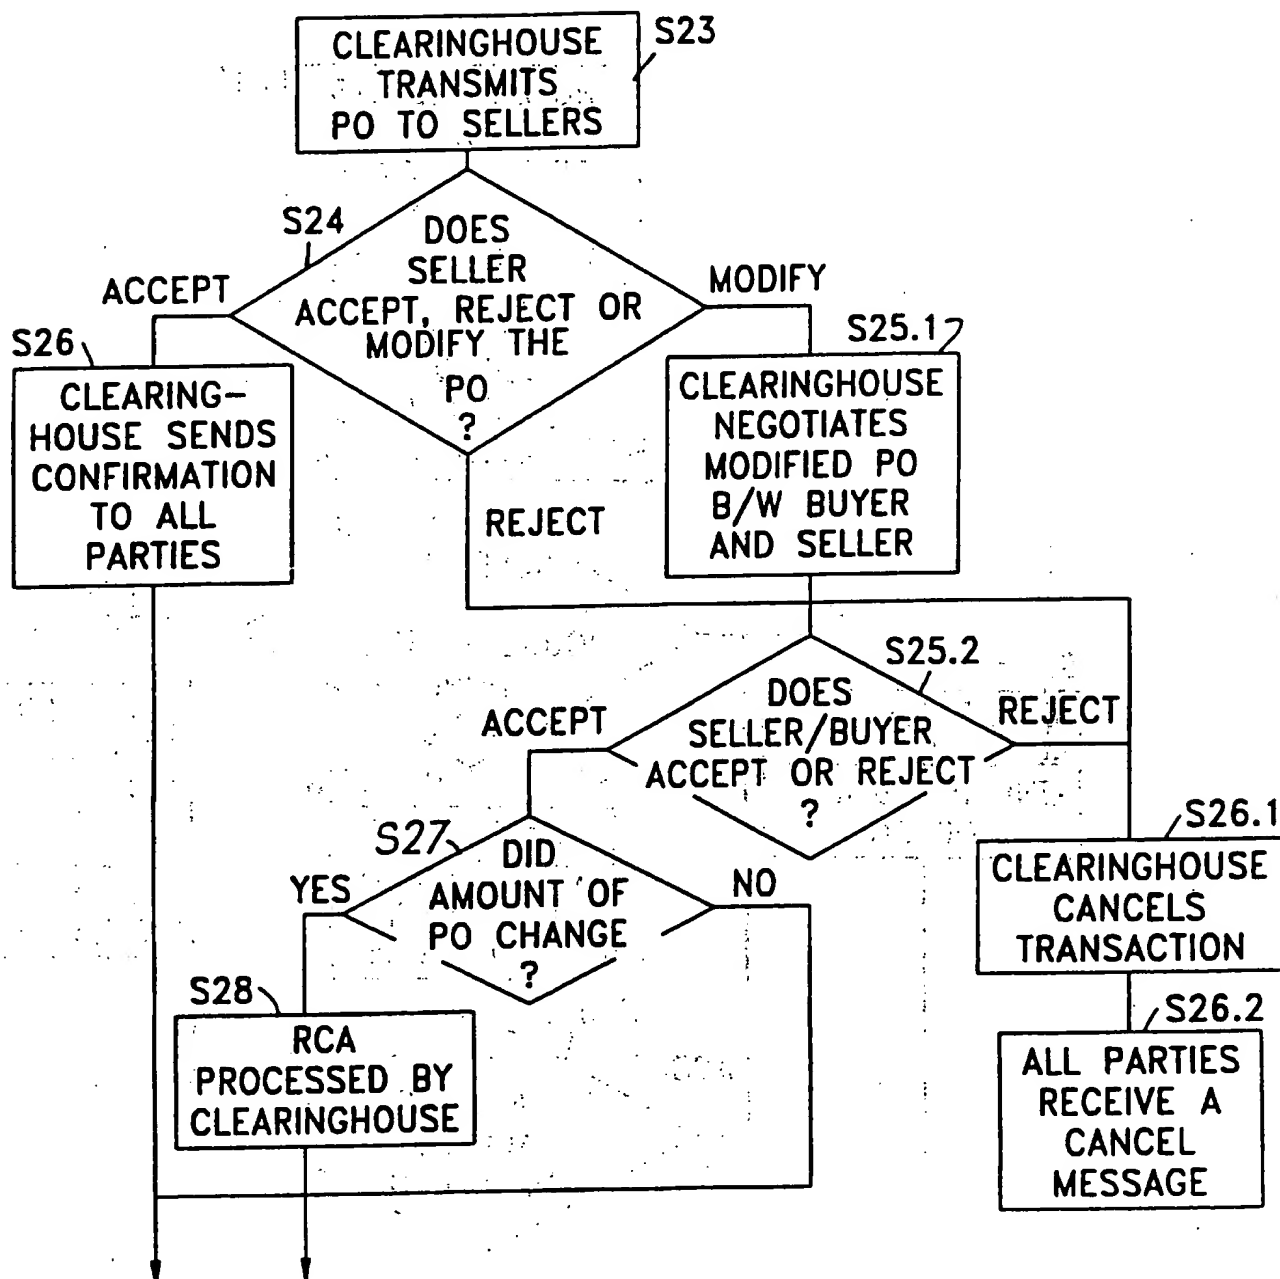 CLEARINGHOUSE
TRANSMITS
PO TO SELLERS
S23
S24
DOES
SELLER
ACCEPT, REJECT OR
MODIFY THE
PO
?
ACCEPT
MODIFY
REJECT
S26
CLEARING-
HOUSE SENDS
CONFIRMATION
TO ALL
PARTIES
S25.1
CLEARINGHOUSE
NEGOTIATES
MODIFIED PO
B/W BUYER
AND SELLER
S25.2
DOES
SELLER/BUYER
ACCEPT OR REJECT
?
ACCEPT
REJECT
S27
DID
AMOUNT OF
PO CHANGE
?
YES
NO
S26.1
CLEARINGHOUSE
CANCELS
TRANSACTION
S28
RCA
PROCESSED BY
CLEARINGHOUSE
S26.2
ALL PARTIES
RECEIVE A
CANCEL
MESSAGE